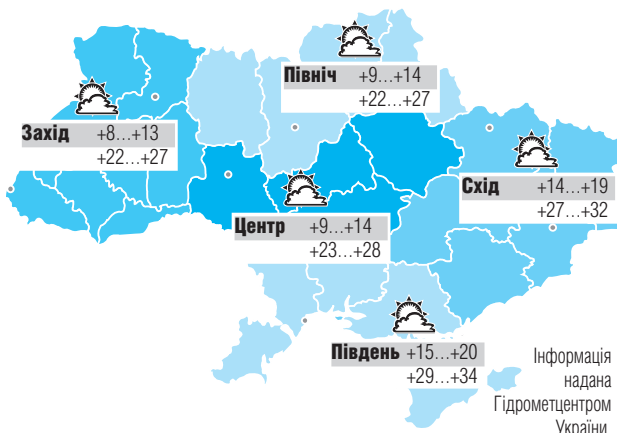 Північ +9...+14
+22...+27
Захід +8...+13
+22...+27
Схід +14...+19
+27...+32
Центр +9...+14
+23...+28
Південь +15...+20
+29...+34
Інформація
надана
Гідрометцентром
України.